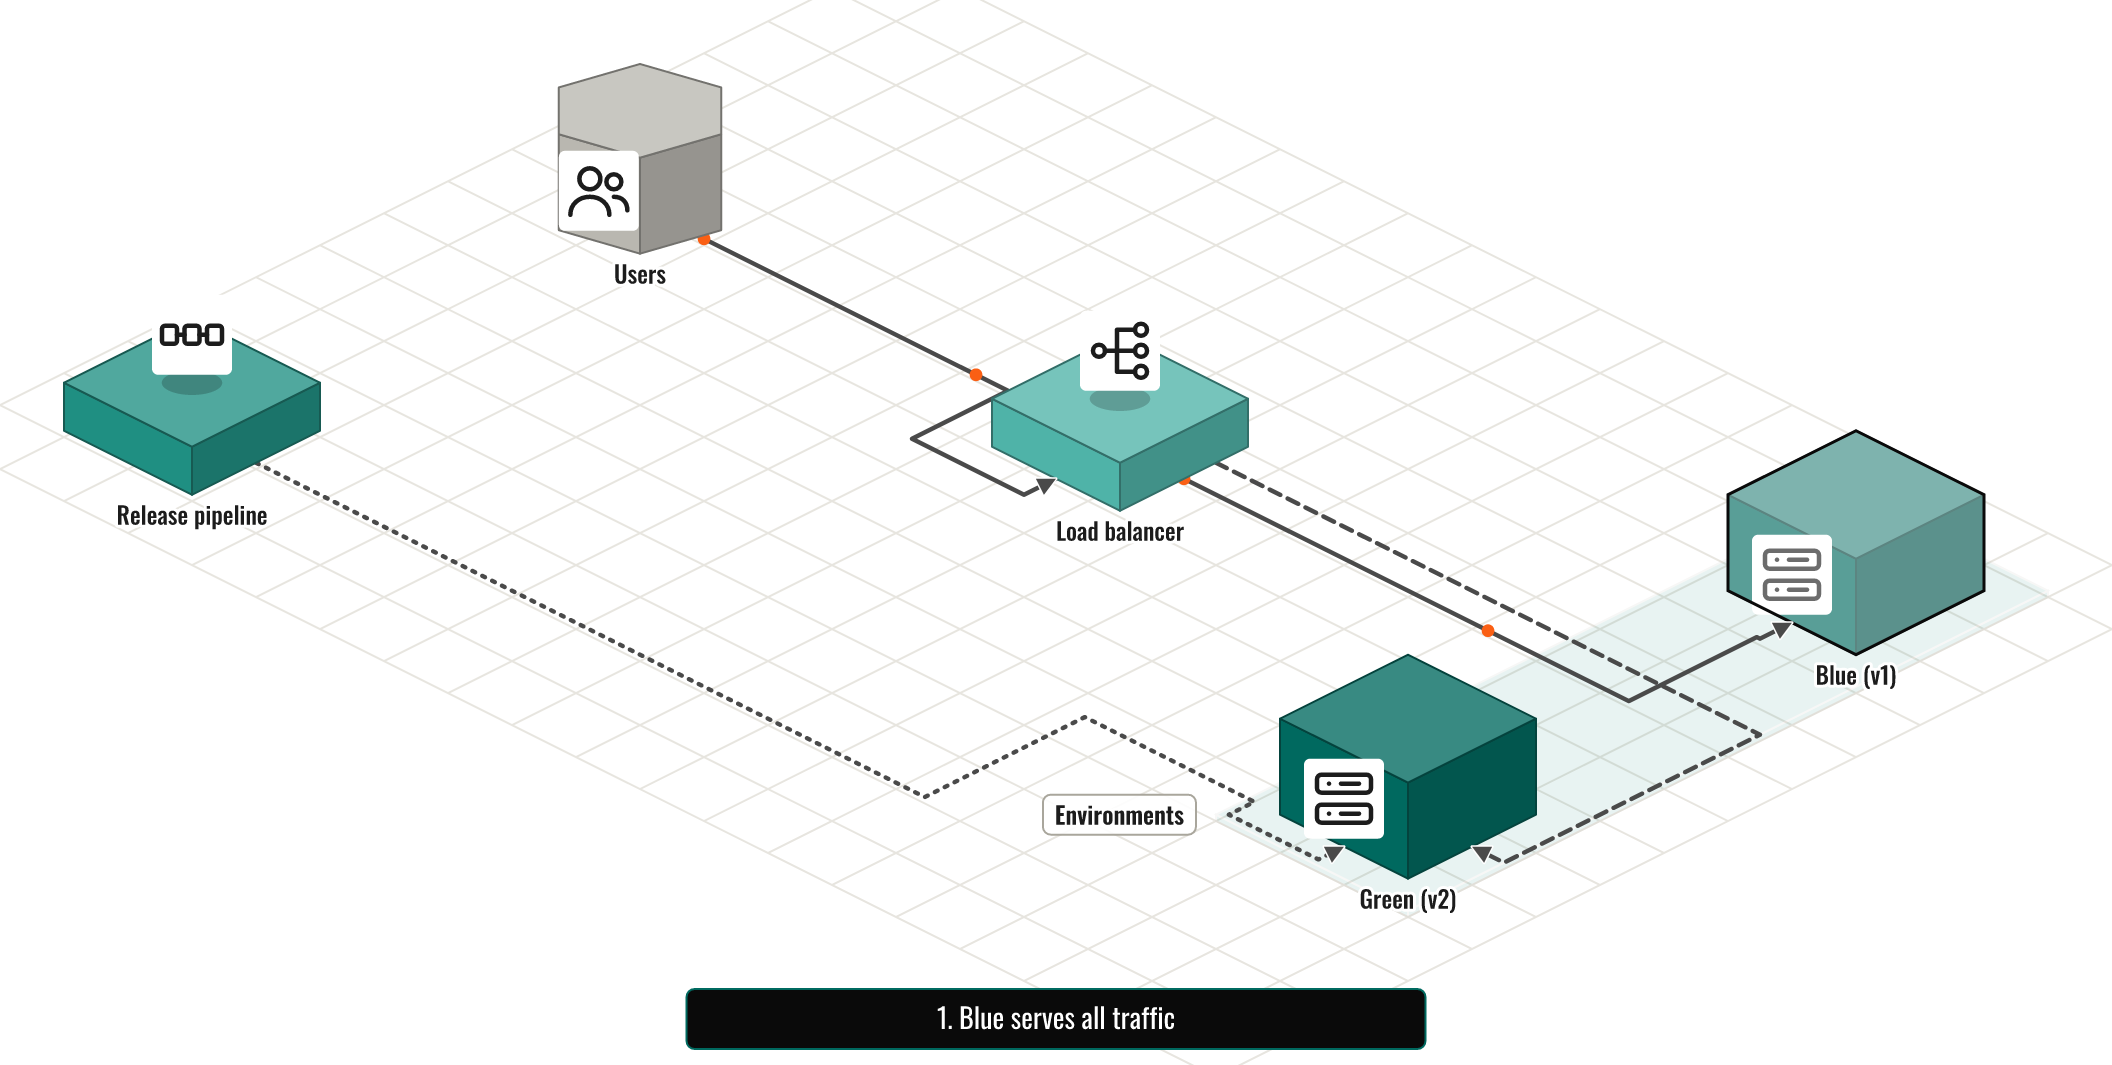 Users
Release pipeline
Load balancer
Blue (v1)
Environments
Green (v2)
1. Blue serves all traffic